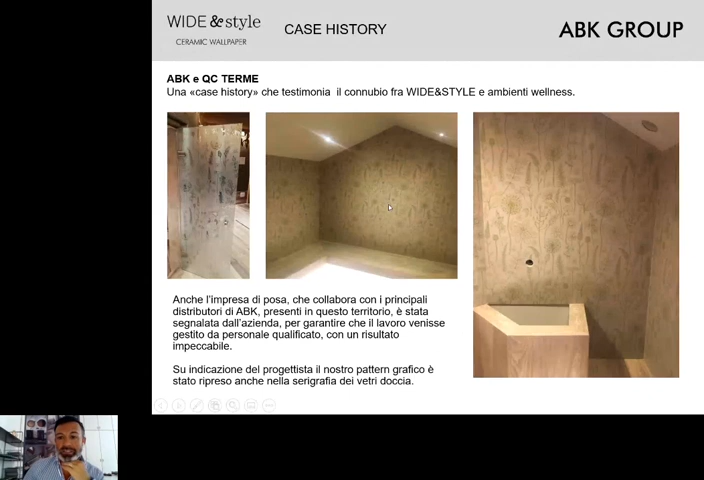 WIDE &style
CERAMIC WALLPAPER
CASE HISTORY
ABK GROUP
ABK e QC TERME
Una «case history» che testimonia il connubio fra WIDE&STYLE e ambienti wellness.
Anche l'impresa di posa, che collabora con i principali
distributori di ABK, presenti in questo territorio, è stata
segnalata dall'azienda, per garantire che il lavoro venisse
gestito da personale qualificato, con un risultato
impeccabile.
Su indicazione del progettista il nostro pattern grafico è
stato ripreso anche nella serigrafia dei vetri doccia.